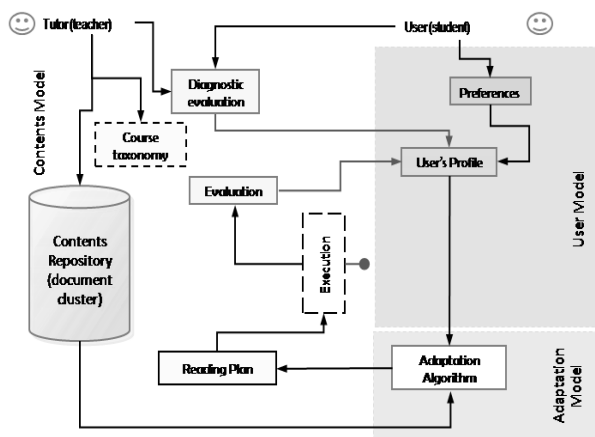 Tutor(teacher)
User(student)
Contents Model
Diagnostic
evaluation
Preferences
Course
taxonomy
User's Profile
Evaluation
User Model
Contents
Repository
(document
cluster)
Execution
Reading Plan
Adaptation
Algorithm
Adaptation
Model